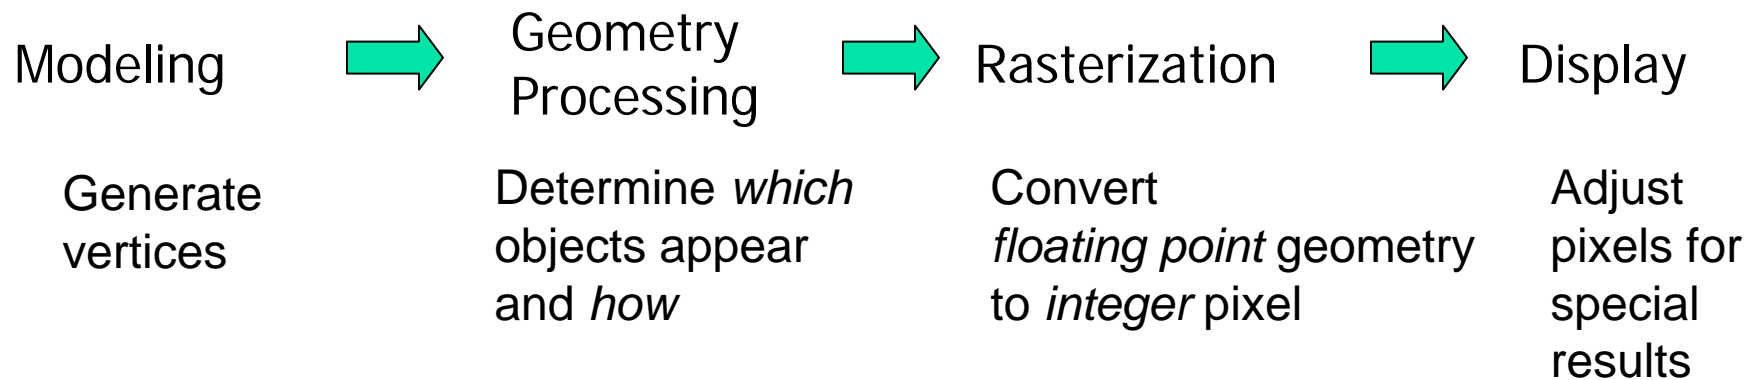 Modeling
Geometry
Processing
Rasterization
Display
Generate
vertices
Determine which
objects appear
and how
Convert
floating point geometry
to integer pixel
Adjust
pixels for
special
results